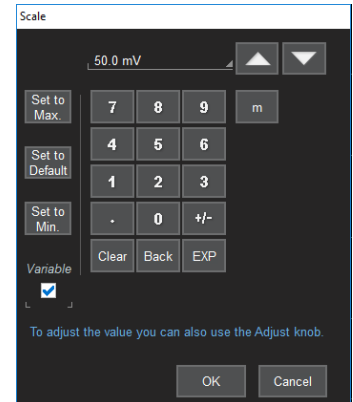 Scale
50.0 mV
Set to
Max.
7 8 9 m
Set to
Default
4 5 6
1 2 3
Set to
Min.
. 0 +/-
Variable
Clear Back EXP
To adjust the value you can also use the Adjust knob.
OK Cancel